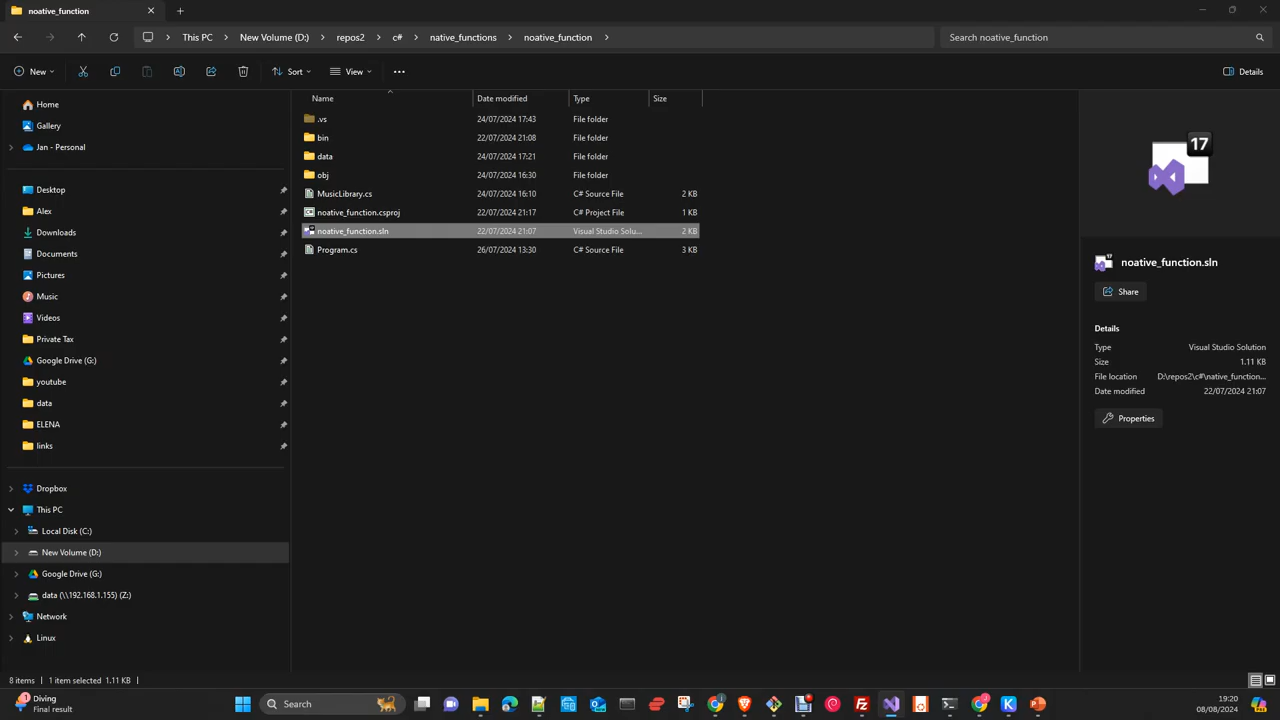 noative_function
This PC
New Volume (D:)
repos2
c#
native_functions
noative_function
Search noative_function
New
Sort
View
Details
Home
Gallery
Jan - Personal
Desktop
Alex
Downloads
Documents
Pictures
Music
Videos
Private Tax
Google Drive (G:)
youtube
data
ELENA
links
Dropbox
This PC
Local Disk (C:)
New Volume (D:)
Google Drive (G:)
data (\\192.168.1.155) (Z:)
Network
Linux
Name Date modified Type Size
.vs 24/07/2024 17:43 File folder
bin 22/07/2024 21:08 File folder
data 24/07/2024 17:21 File folder
obj 24/07/2024 16:30 File folder
MusicLibrary.cs 24/07/2024 16:10 C# Source File 2 KB
noative_function.csproj 22/07/2024 21:17 C# Project File 1 KB
noative_function.sln 22/07/2024 21:07 Visual Studio Solu... 2 KB
Program.cs 26/07/2024 13:30 C# Source File 3 KB
17
noative_function.sln
Share
Details
Type Visual Studio Solution
Size 1.11 KB
File location D:\repos2\c#\native_function...
Date modified 22/07/2024 21:07
Properties
8 items 1 item selected 1.11 KB
1
Diving
Final result
Search
19:20
08/08/2024